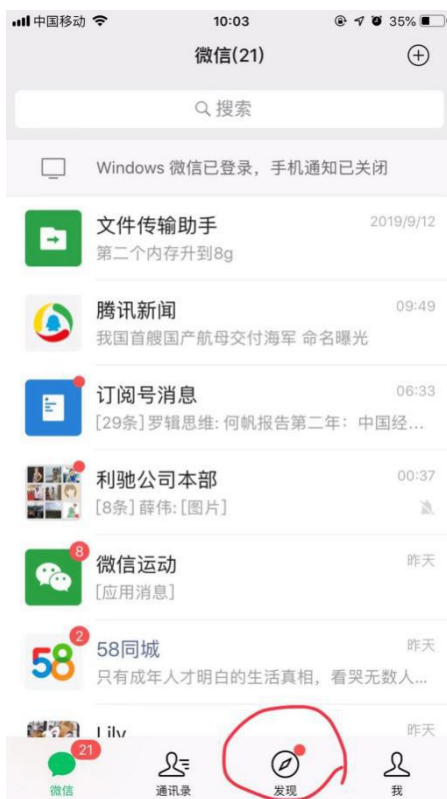 中国移动 10:03 35%
微信(21)
搜索
Windows 微信已登录，手机通知已关闭
文件传输助手 2019/9/12
第二个内存升到8g
腾讯新闻 09:49
我国首艘国产航母交付海军 命名曝光
订阅号消息 06:33
[29条]罗辑思维: 何帆报告第二年：中国经...
利驰公司本部 00:37
[8条]薛伟: [图片]
8
微信运动 昨天
[应用消息]
2
58
58同城 昨天
只有成年人才明白的生活真相，看哭无数人...
Lily 昨天
21
微信 通讯录 发现 我